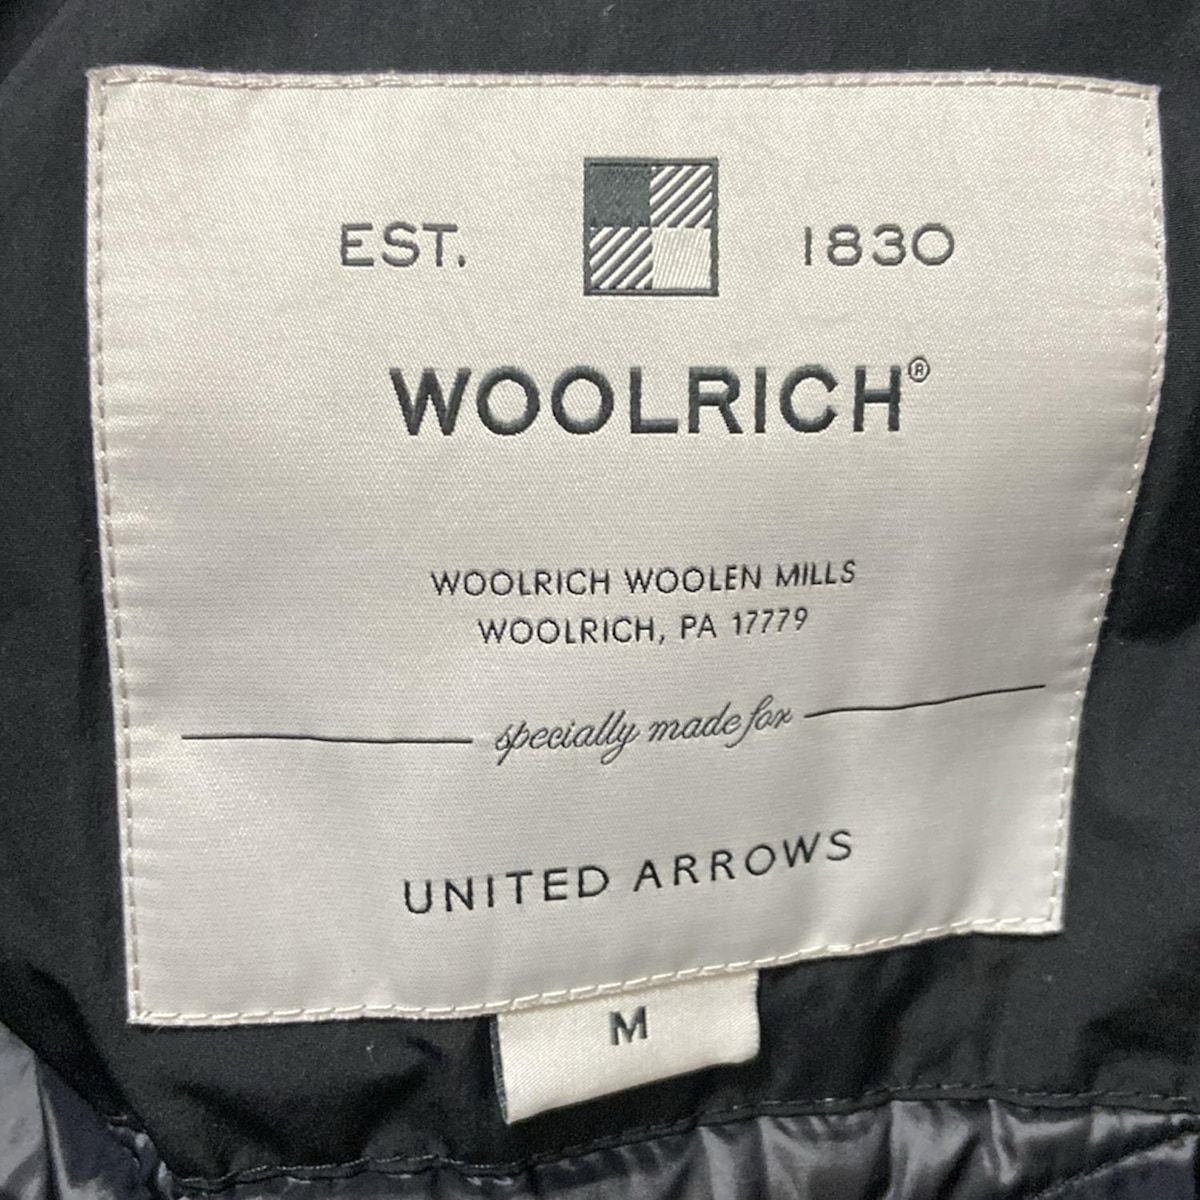 EST. 1830
WOOLRICH®
WOOLRICH WOOLEN MILLS
WOOLRICH, PA 17779
specially made for
UNITED ARROWS
M